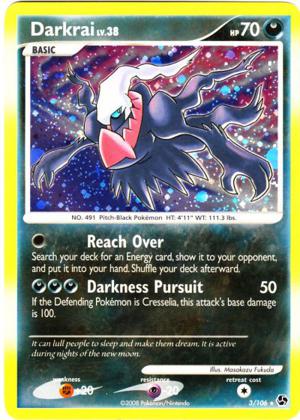 Darkrai LV.38 HP 70
BASIC
NO. 491 Pitch-Black Pokémon HT: 4'11" WT: 111.3 lbs.
Reach Over
Search your deck for an Energy card, show it to your opponent,
and put it into your hand. Shuffle your deck afterward.
Darkness Pursuit 50
If the Defending Pokémon is Cresselia, this attack's base damage
is 100.
It can lull people to sleep and make them dream. It is active
during nights of the new moon.
Illus. Masakazu Fukuda
weakness resistance retreat cost
+20 -20
©2008 Pokémon/Nintendo 3/106 ★